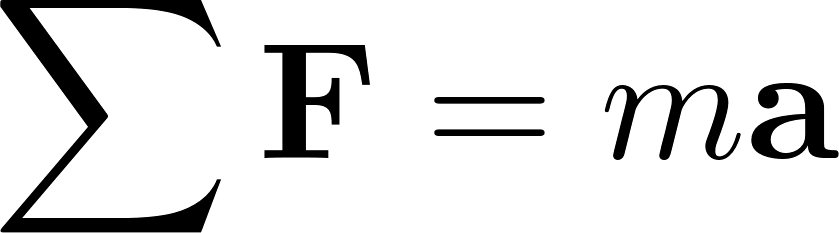 ∑ F = ma